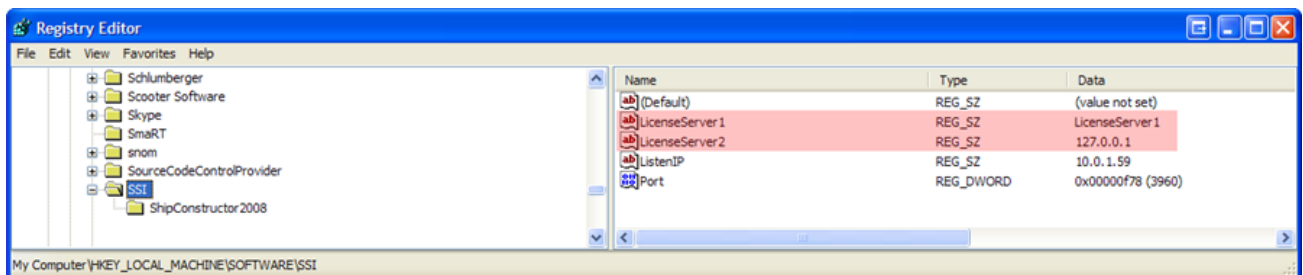 Registry Editor
File Edit View Favorites Help
Schlumberger
Scooter Software
Skype
SmaRT
snom
SourceCodeControlProvider
SSI
ShipConstructor2008
Name Type Data
(Default) REG_SZ (value not set)
LicenseServer1 REG_SZ LicenseServer1
LicenseServer2 REG_SZ 127.0.0.1
ListenIP REG_SZ 10.0.1.59
Port REG_DWORD 0x00000f78 (3960)
My Computer\HKEY_LOCAL_MACHINE\SOFTWARE\SSI